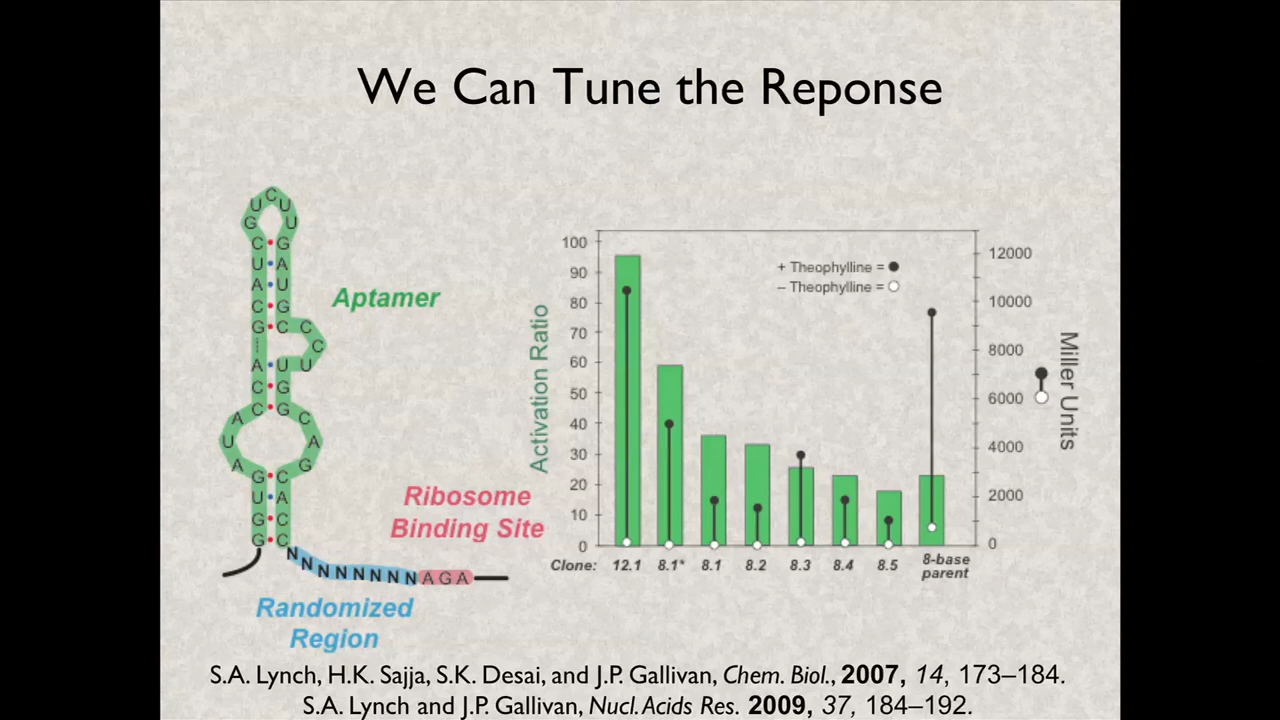 We Can Tune the Reponse
C
U U
G U
C G
U A
A U
C G
G C C
C
A U U
C G
C G
A C
U A
A G
G C
U A
G C
G C
N N N N N N N N A G A
Aptamer
Ribosome
Binding Site
Randomized
Region
100
90
80
70
60
50
40
30
20
10
0
Activation Ratio
+ Theophylline =
– Theophylline =
12000
10000
8000
6000
4000
2000
0
Miller Units
Clone: 12.1 8.1* 8.1 8.2 8.3 8.4 8.5 8-base
parent
S.A. Lynch, H.K. Sajja, S.K. Desai, and J.P. Gallivan, Chem. Biol., 2007, 14, 173–184.
S.A. Lynch and J.P. Gallivan, Nucl. Acids Res. 2009, 37, 184–192.